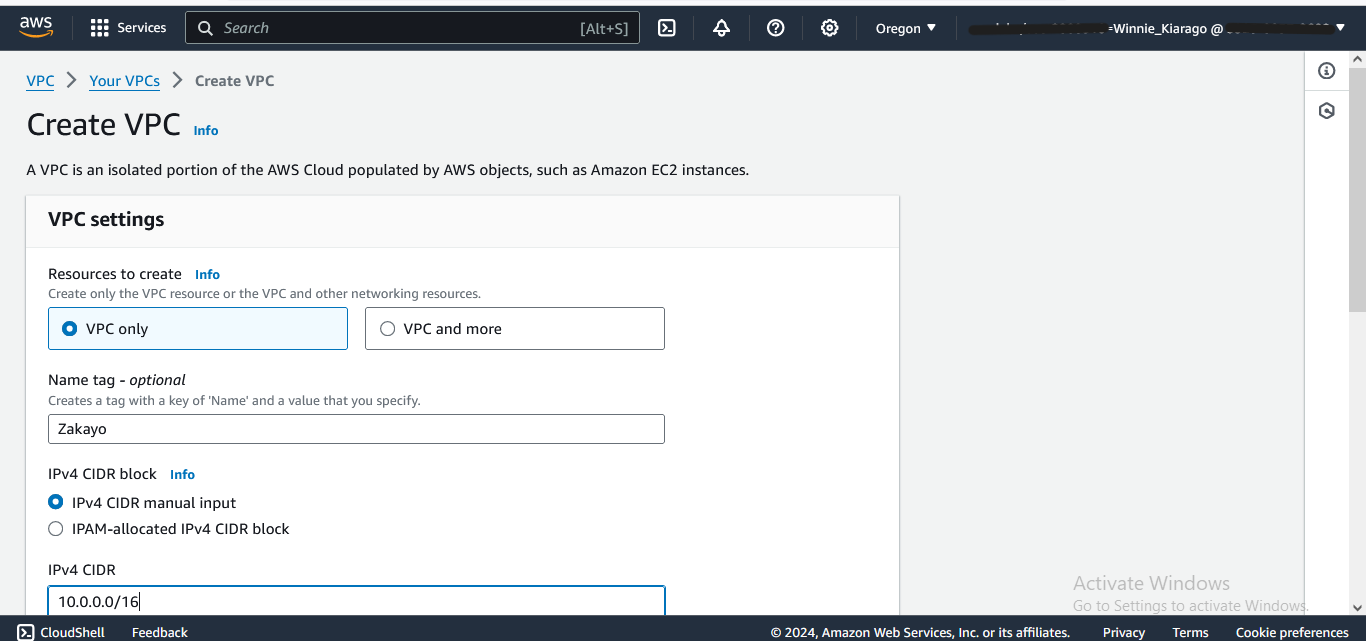 aws
Services
Search
[Alt+S]
Oregon
=Winnie_Kiarago @
VPC
Your VPCs
Create VPC
Create VPC Info
A VPC is an isolated portion of the AWS Cloud populated by AWS objects, such as Amazon EC2 instances.
VPC settings
Resources to create Info
Create only the VPC resource or the VPC and other networking resources.
VPC only
VPC and more
Name tag - optional
Creates a tag with a key of 'Name' and a value that you specify.
Zakayo
IPv4 CIDR block Info
IPv4 CIDR manual input
IPAM-allocated IPv4 CIDR block
IPv4 CIDR
10.0.0.0/16
Activate Windows
Go to Settings to activate Windows.
CloudShell
Feedback
© 2024, Amazon Web Services, Inc. or its affiliates.
Privacy
Terms
Cookie preferences